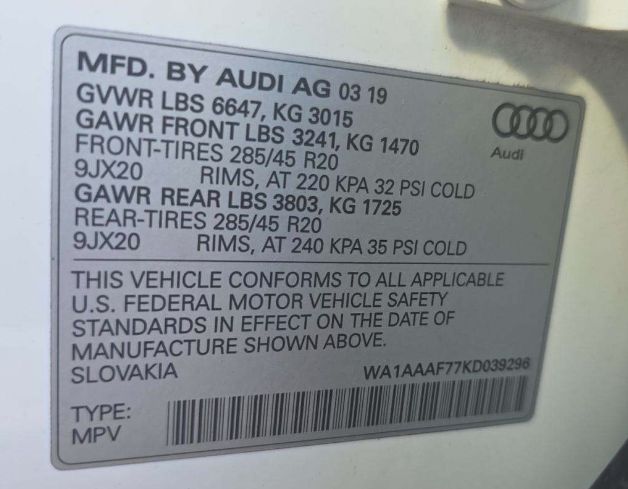 MFD. BY AUDI AG 03 19
GVWR LBS 6647, KG 3015
GAWR FRONT LBS 3241, KG 1470
FRONT-TIRES 285/45 R20
9JX20 RIMS, AT 220 KPA 32 PSI COLD
GAWR REAR LBS 3803, KG 1725
REAR-TIRES 285/45 R20
9JX20 RIMS, AT 240 KPA 35 PSI COLD
Audi
THIS VEHICLE CONFORMS TO ALL APPLICABLE
U.S. FEDERAL MOTOR VEHICLE SAFETY
STANDARDS IN EFFECT ON THE DATE OF
MANUFACTURE SHOWN ABOVE.
SLOVAKIA WA1AAAF77KD039296
TYPE:
MPV